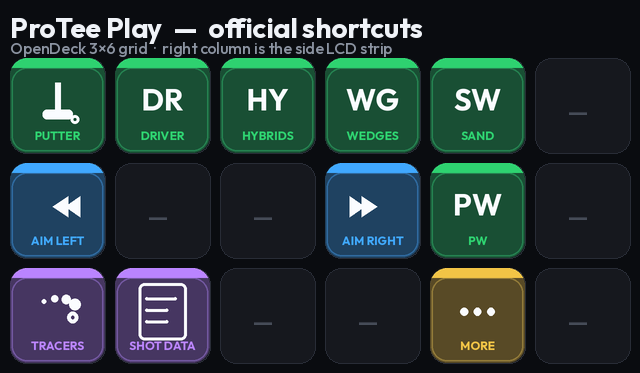 ProTee Play — official shortcuts
OpenDeck 3×6 grid · right column is the side LCD strip
DR HY WG SW —
PUTTER DRIVER HYBRIDS WEDGES SAND
— — PW —
AIM LEFT AIM RIGHT PW
— — —
TRACERS SHOT DATA MORE